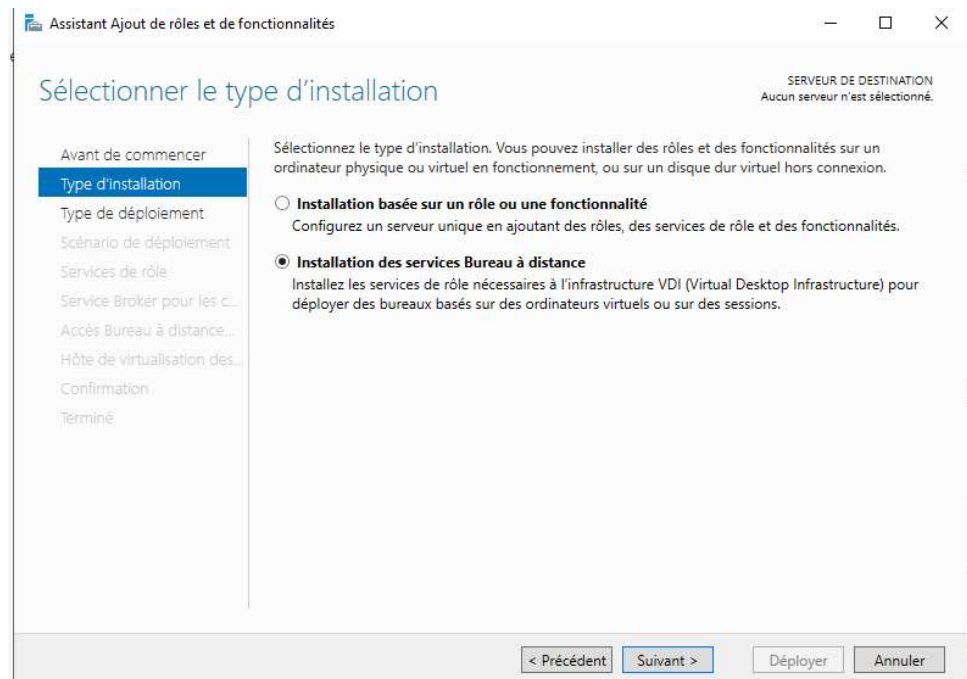 Assistant Ajout de rôles et de fonctionnalités
Sélectionner le type d'installation
SERVEUR DE DESTINATION
Aucun serveur n'est sélectionné.
Avant de commencer
Type d'installation
Type de déploiement
Scénario de déploiement
Services de rôle
Service Broker pour les c...
Accès Bureau à distance...
Hôte de virtualisation des...
Confirmation
Terminé
Sélectionnez le type d'installation. Vous pouvez installer des rôles et des fonctionnalités sur un
ordinateur physique ou virtuel en fonctionnement, ou sur un disque dur virtuel hors connexion.
Installation basée sur un rôle ou une fonctionnalité
Configurez un serveur unique en ajoutant des rôles, des services de rôle et des fonctionnalités.
Installation des services Bureau à distance
Installez les services de rôle nécessaires à l'infrastructure VDI (Virtual Desktop Infrastructure) pour
déployer des bureaux basés sur des ordinateurs virtuels ou sur des sessions.
< Précédent
Suivant >
Déployer
Annuler